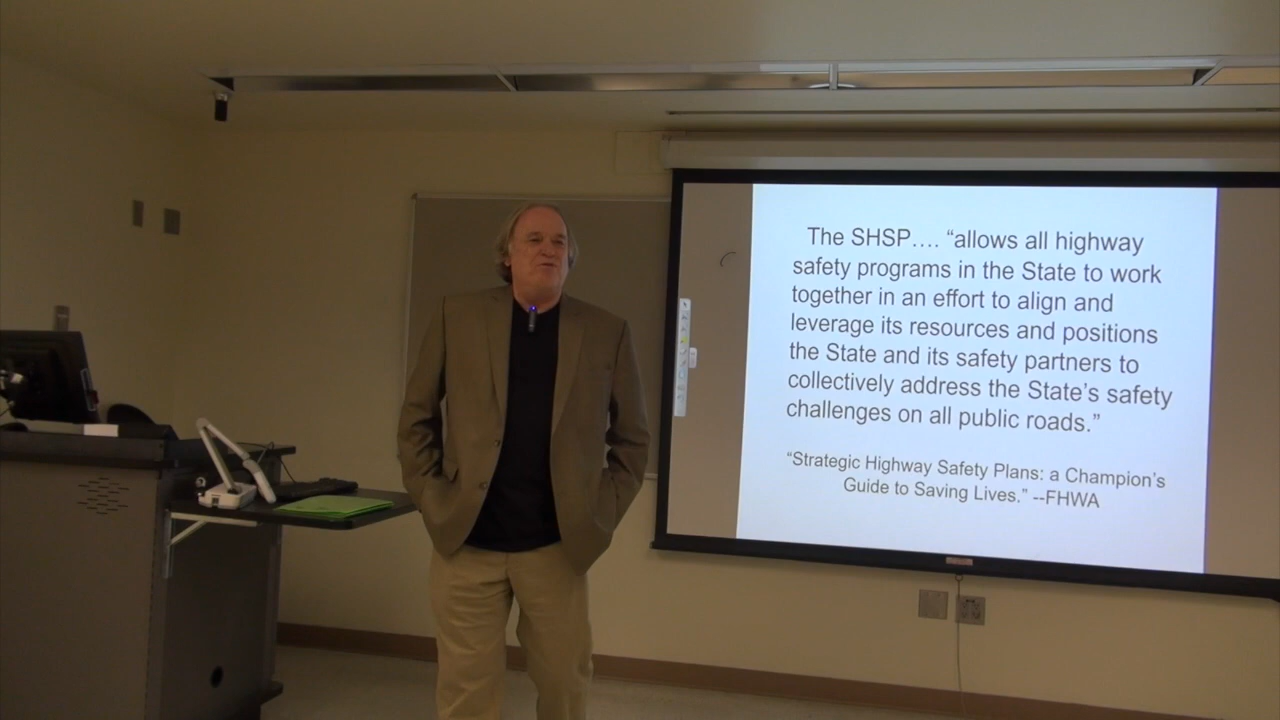 The SHSP…. “allows all highway
safety programs in the State to work
together in an effort to align and
leverage its resources and positions
the State and its safety partners to
collectively address the State’s safety
challenges on all public roads.”
“Strategic Highway Safety Plans: a Champion’s
Guide to Saving Lives.” --FHWA